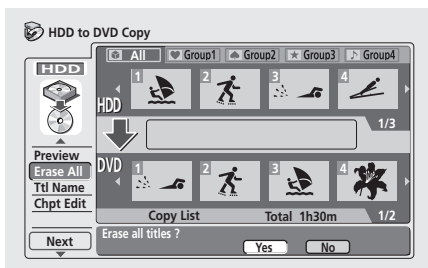 HDD to DVD Copy
HDD
All Group1 Group2 Group3 Group4
1 2 3 4
HDD
1/3
DVD
1 2 3 4
Preview
Erase All
Ttl Name
Chpt Edit
Copy List Total 1h30m 1/2
Next
Erase all titles ?
Yes No